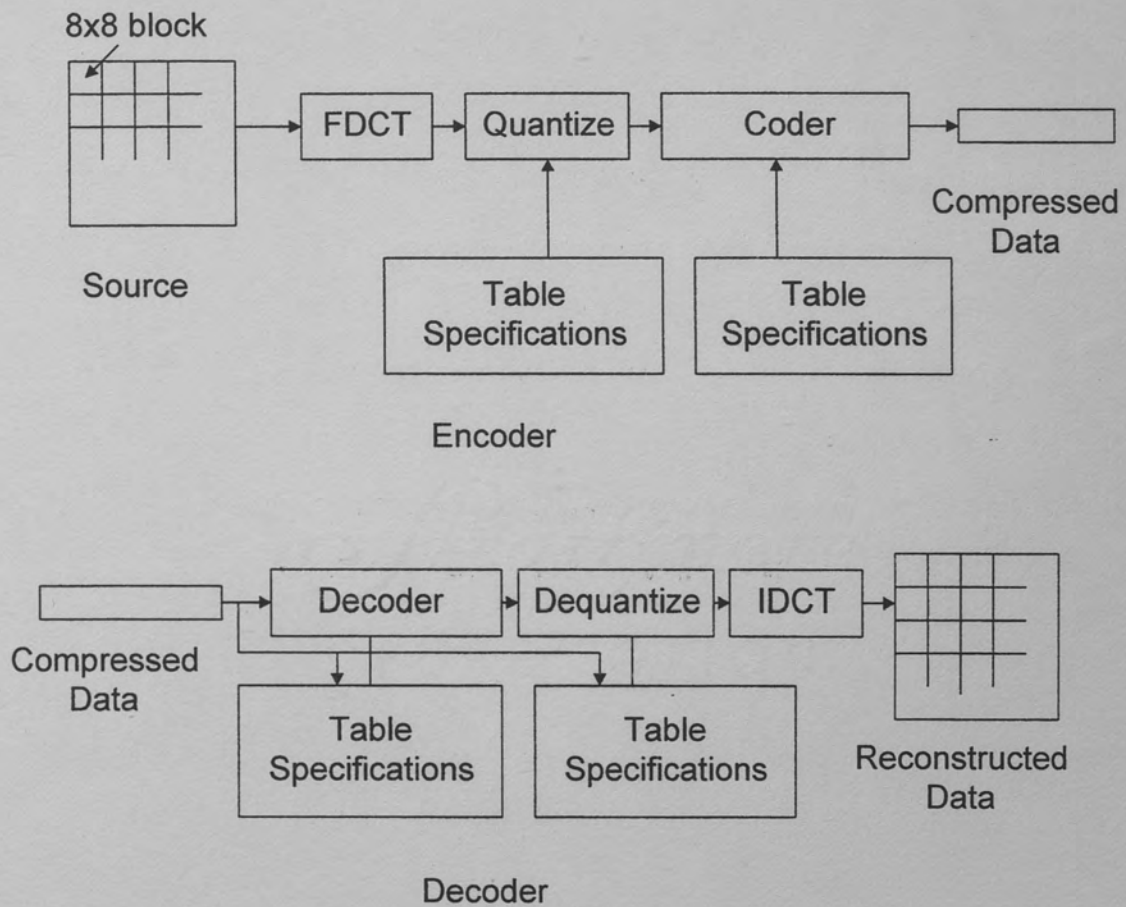 8x8 block
FDCT
Quantize
Coder
Compressed
Data
Source
Table
Specifications
Table
Specifications
Encoder
Decoder
Dequantize
IDCT
Compressed
Data
Table
Specifications
Table
Specifications
Reconstructed
Data
Decoder